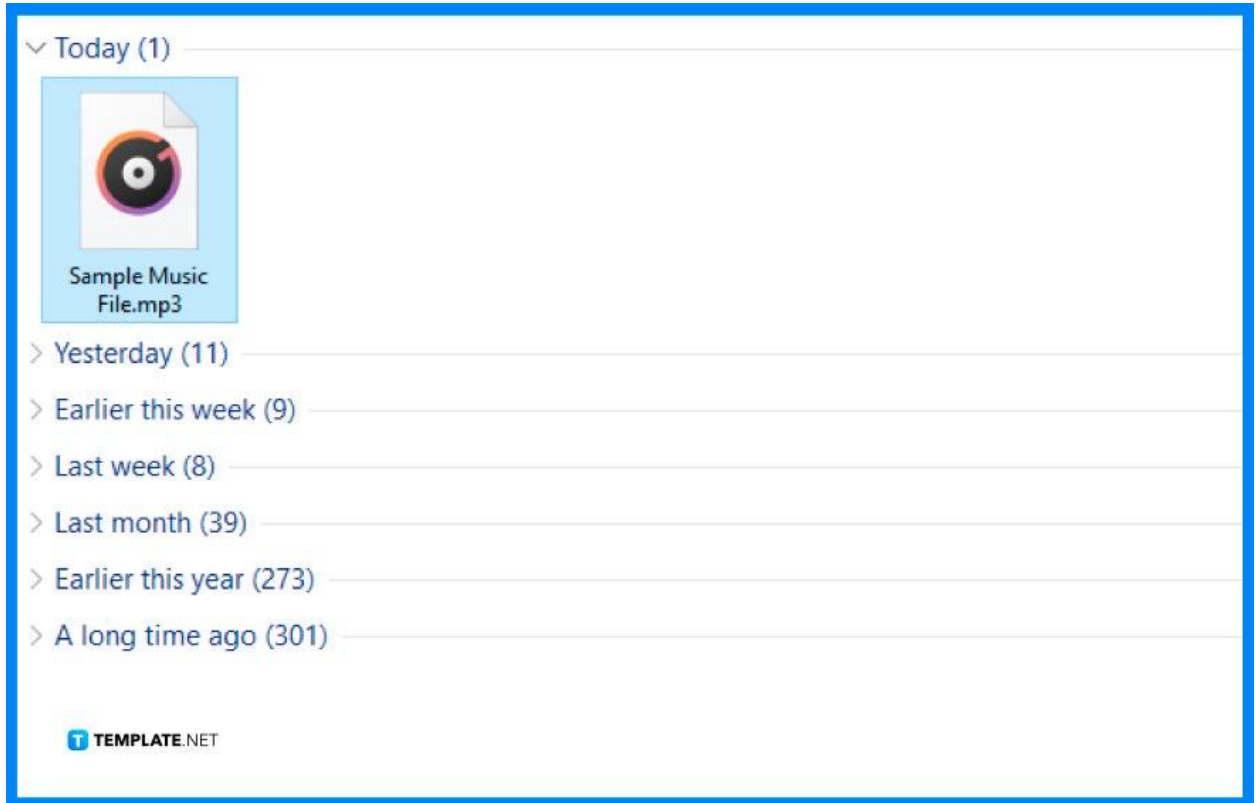 Today (1)
Sample Music
File.mp3
Yesterday (11)
Earlier this week (9)
Last week (8)
Last month (39)
Earlier this year (273)
A long time ago (301)
T TEMPLATE.NET